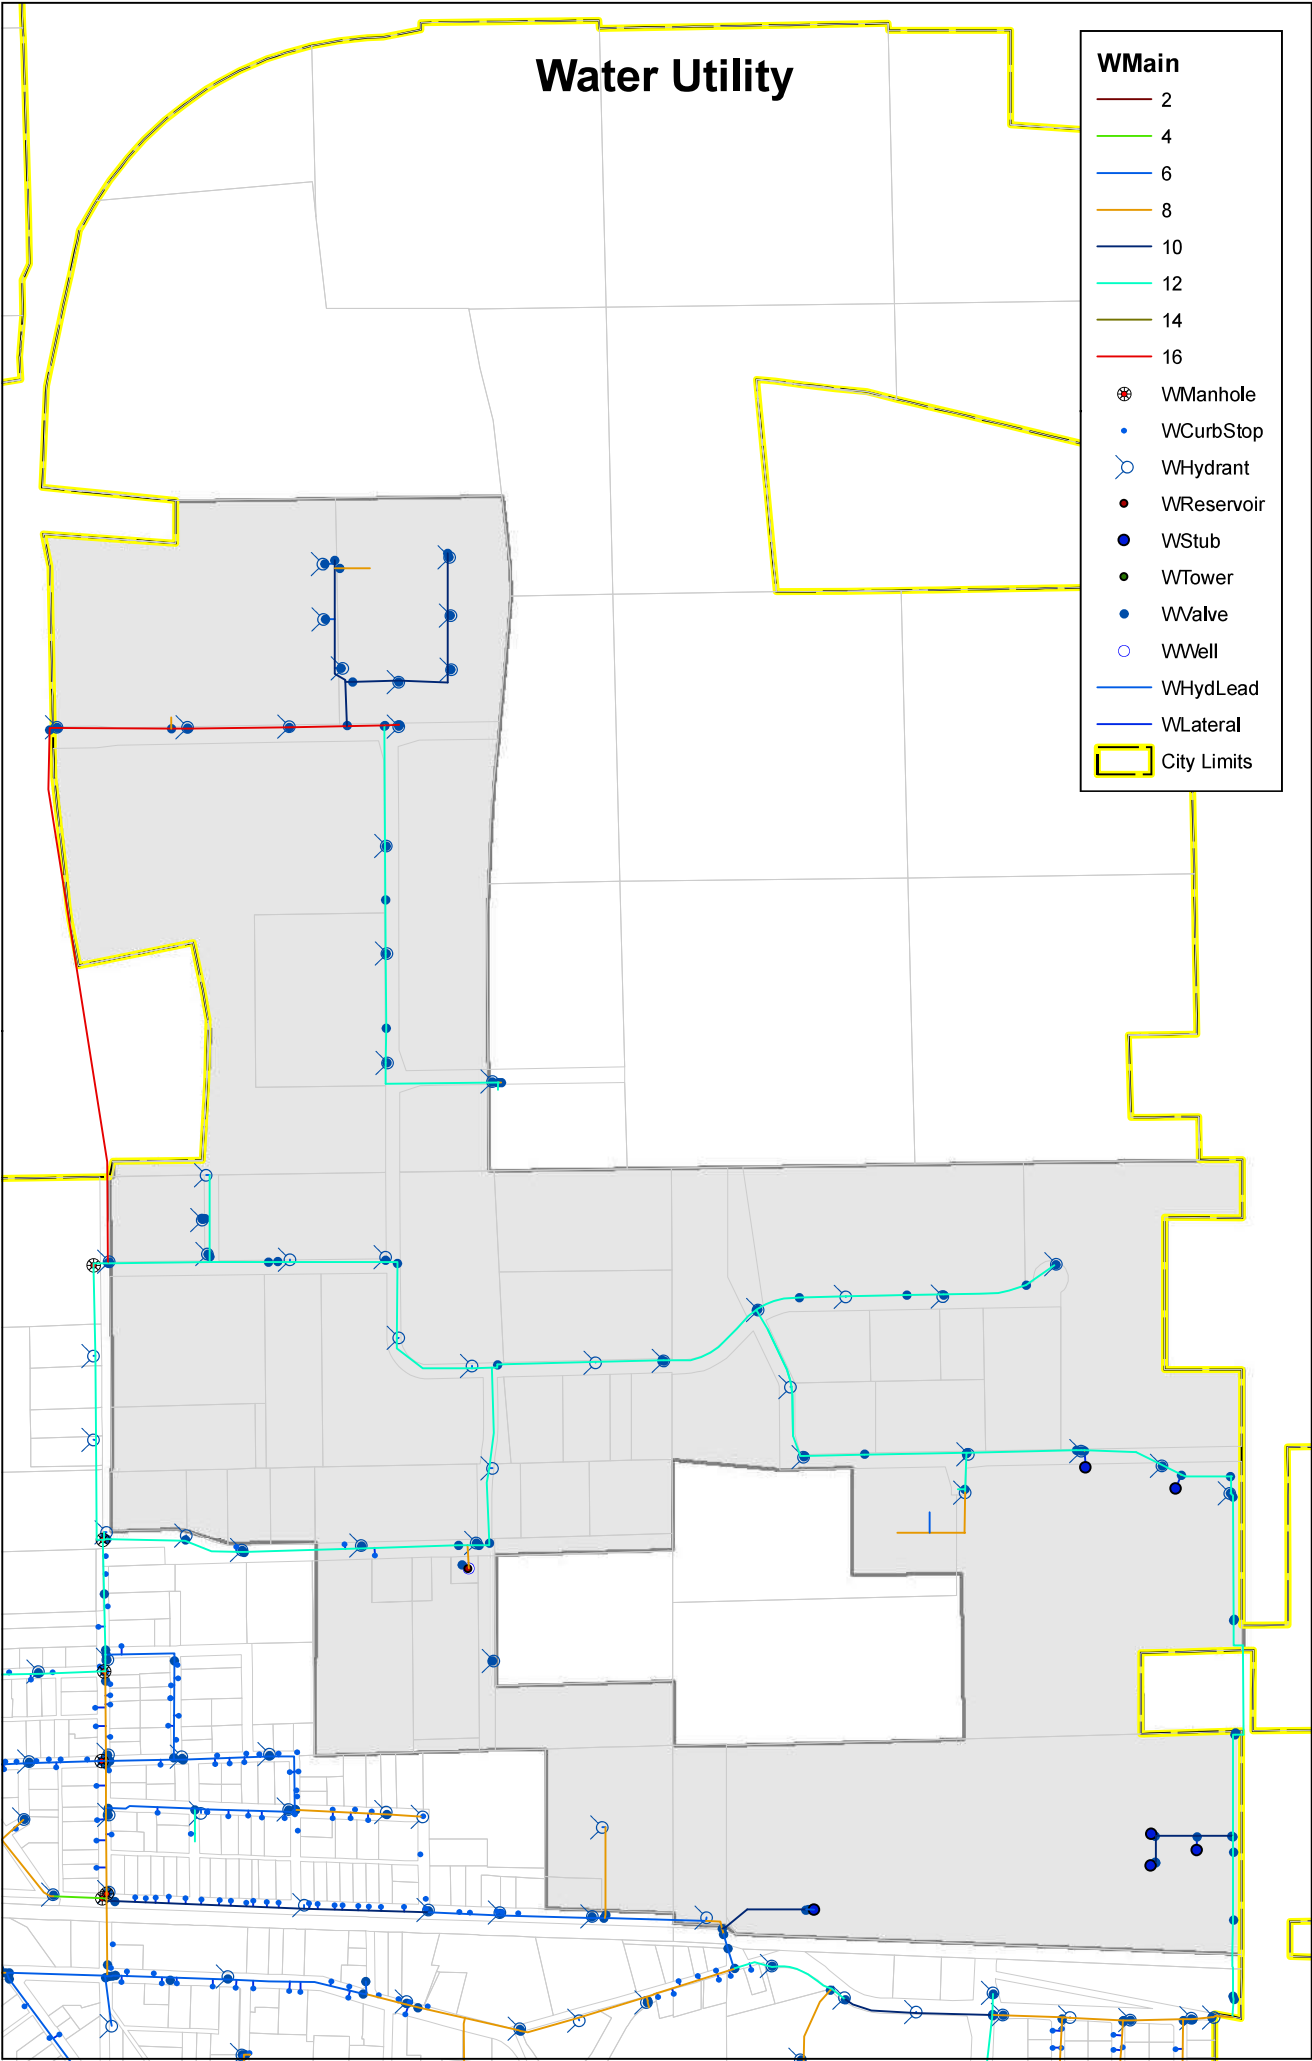 Water Utility
WMain
2
4
6
8
10
12
14
16
WManhole
WCurbStop
WHydrant
WReservoir
WStub
WTower
WValve
WWell
WHydLead
WLateral
City Limits